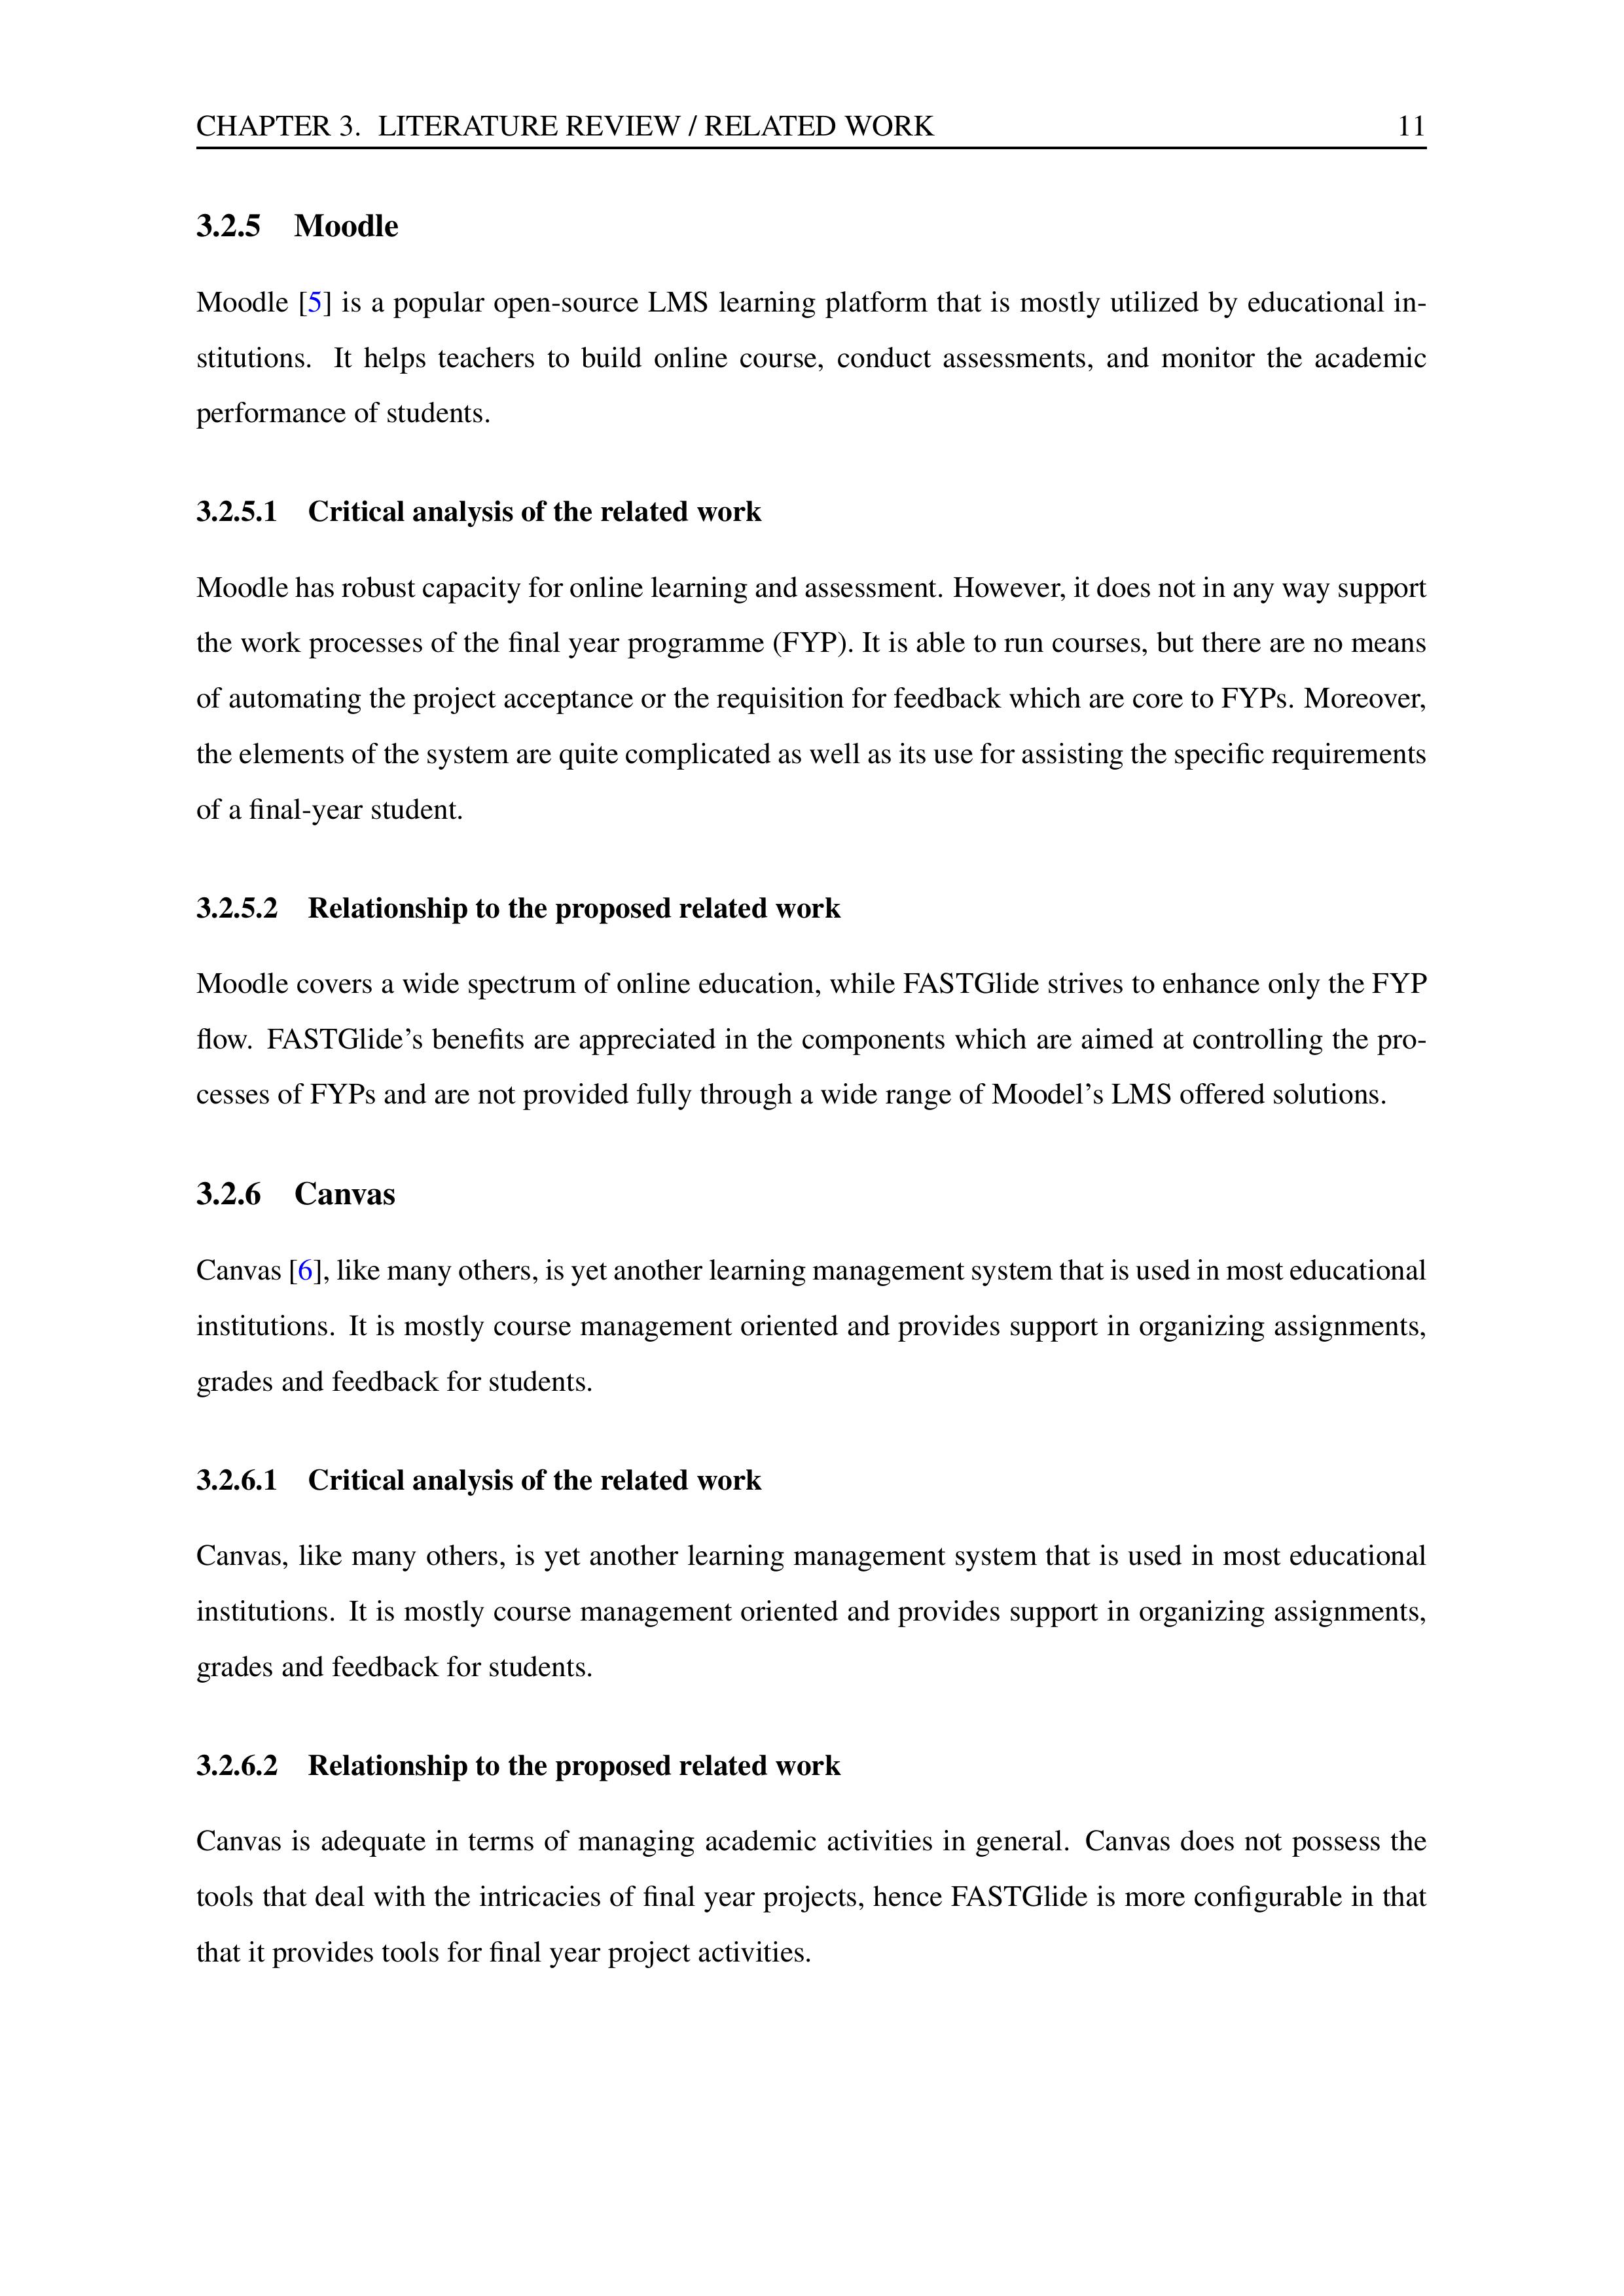 CHAPTER 3. LITERATURE REVIEW / RELATED WORK 11
3.2.5 Moodle
Moodle [5] is a popular open-source LMS learning platform that is mostly utilized by educational in-
stitutions. It helps teachers to build online course, conduct assessments, and monitor the academic
performance of students.
3.2.5.1 Critical analysis of the related work
Moodle has robust capacity for online learning and assessment. However, it does not in any way support
the work processes of the final year programme (FYP). It is able to run courses, but there are no means
of automating the project acceptance or the requisition for feedback which are core to FYPs. Moreover,
the elements of the system are quite complicated as well as its use for assisting the specific requirements
of a final-year student.
3.2.5.2 Relationship to the proposed related work
Moodle covers a wide spectrum of online education, while FASTGlide strives to enhance only the FYP
flow. FASTGlide’s benefits are appreciated in the components which are aimed at controlling the pro-
cesses of FYPs and are not provided fully through a wide range of Moodel’s LMS offered solutions.
3.2.6 Canvas
Canvas [6], like many others, is yet another learning management system that is used in most educational
institutions. It is mostly course management oriented and provides support in organizing assignments,
grades and feedback for students.
3.2.6.1 Critical analysis of the related work
Canvas, like many others, is yet another learning management system that is used in most educational
institutions. It is mostly course management oriented and provides support in organizing assignments,
grades and feedback for students.
3.2.6.2 Relationship to the proposed related work
Canvas is adequate in terms of managing academic activities in general. Canvas does not possess the
tools that deal with the intricacies of final year projects, hence FASTGlide is more configurable in that
that it provides tools for final year project activities.